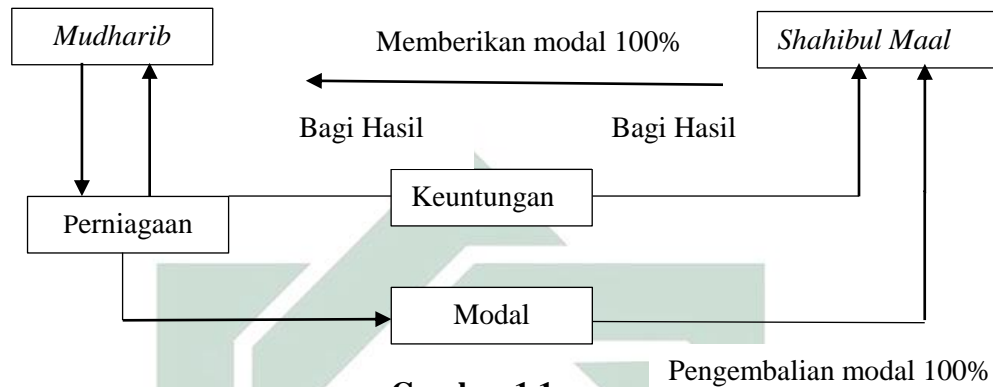 Mudharib
Memberikan modal 100%
Shahibul Maal
Bagi Hasil
Bagi Hasil
Keuntungan
Perniagaan
Modal
Pengembalian modal 100%